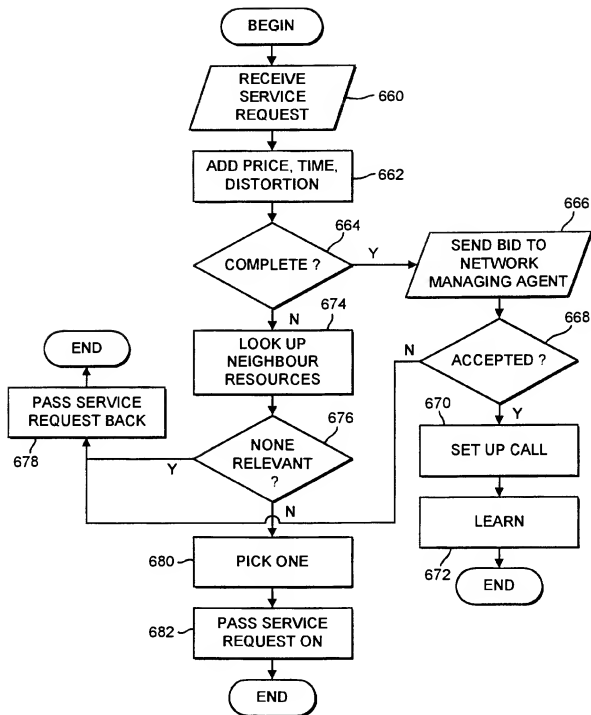 BEGIN
RECEIVE
SERVICE
REQUEST
660
ADD PRICE, TIME,
DISTORTION
662
664
COMPLETE ?
Y
N
666
SEND BID TO
NETWORK
MANAGING AGENT
668
ACCEPTED ?
N
Y
670
SET UP CALL
LEARN
672
END
674
LOOK UP
NEIGHBOUR
RESOURCES
676
NONE
RELEVANT
?
Y
N
END
PASS SERVICE
REQUEST BACK
678
680
PICK ONE
682
PASS SERVICE
REQUEST ON
END